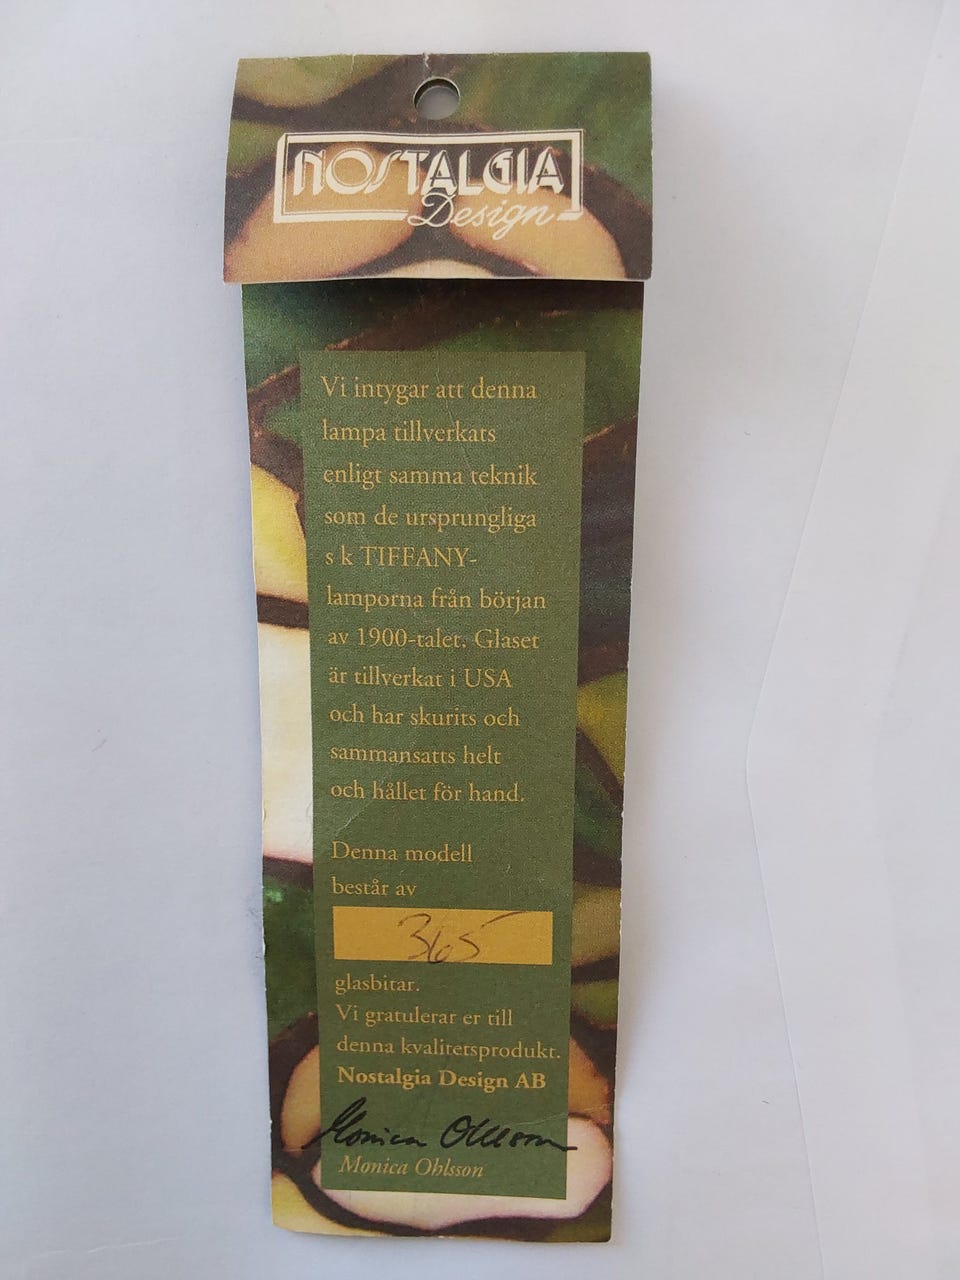 NOSTALGIA
Design
Vi intygar att denna
lampa tillverkats
enligt samma teknik
som de ursprungliga
s k TIFFANY-
lamporna från början
av 1900-talet. Glaset
är tillverkat i USA
och har skurits och
sammansatts helt
och hållet för hand.
Denna modell
består av
365
glasbitar.
Vi gratulerar er till
denna kvalitetsprodukt.
Nostalgia Design AB
Monica Ohlsson
Monica Ohlsson